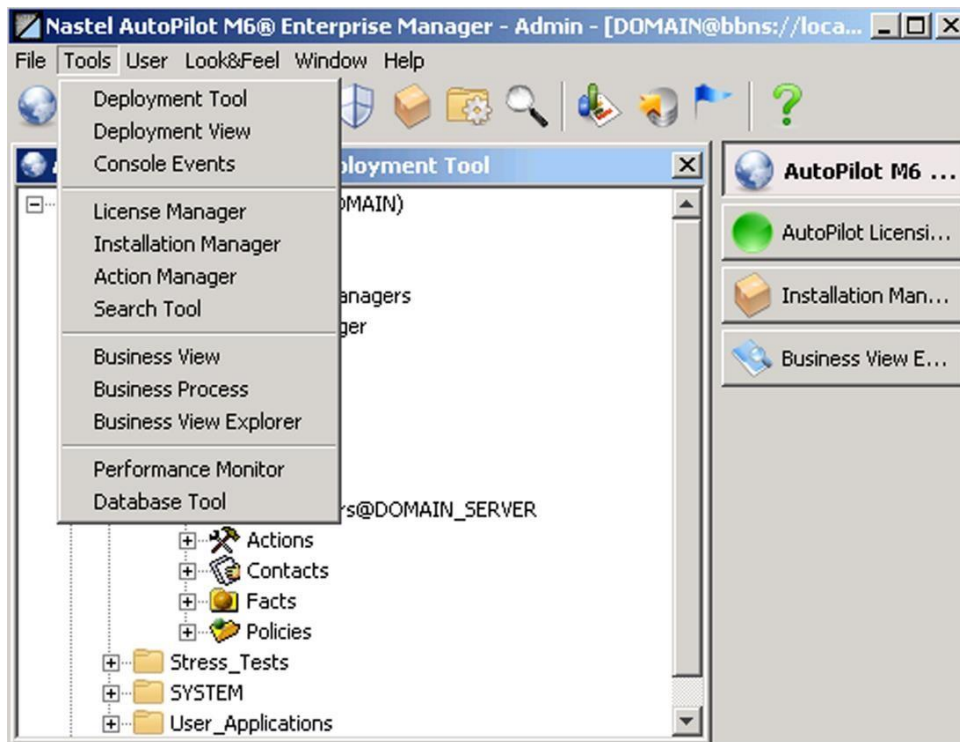 Nastel AutoPilot M6® Enterprise Manager - Admin - [DOMAIN@bbns://loca...
File Tools User Look&Feel Window Help
Deployment Tool
Deployment View
Console Events
License Manager
Installation Manager
Action Manager
Search Tool
Business View
Business Process
Business View Explorer
Performance Monitor
Database Tool
ployment Tool
OMAIN)
anagers
ger
rs@DOMAIN_SERVER
Actions
Contacts
Facts
Policies
Stress_Tests
SYSTEM
User_Applications
AutoPilot M6 ...
AutoPilot Licensi...
Installation Man...
Business View E...